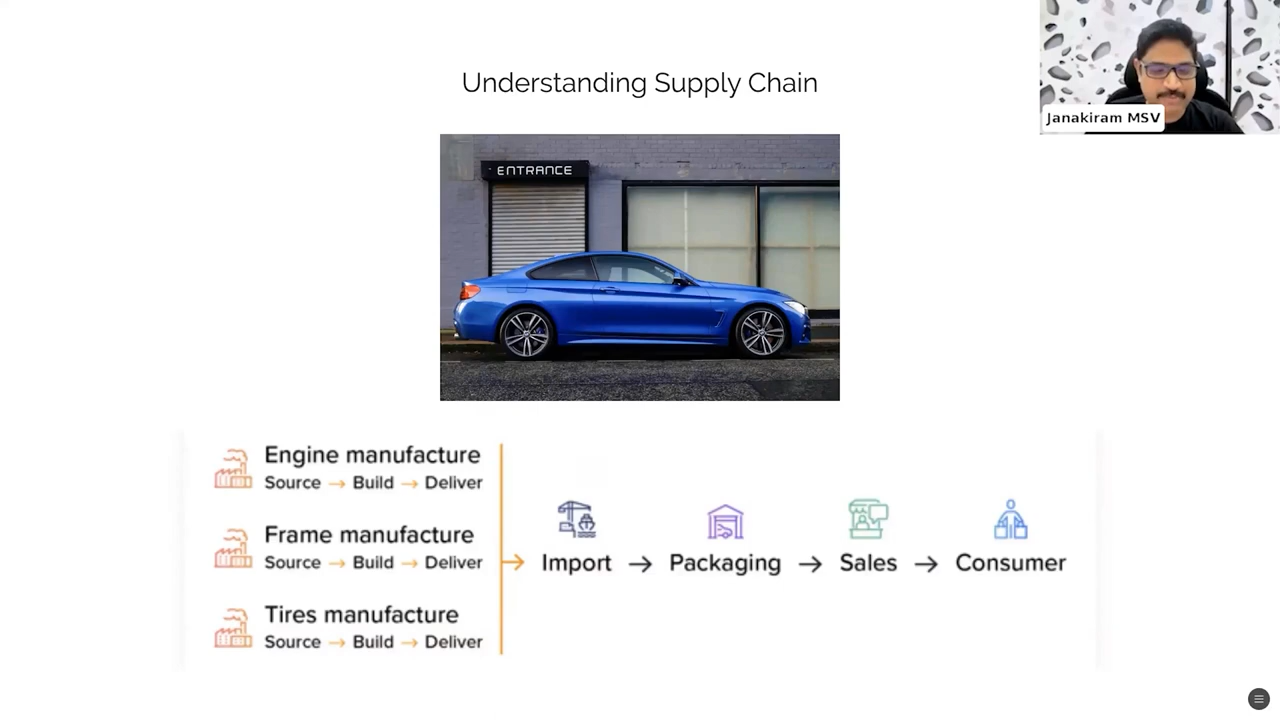 Understanding Supply Chain
Janakiram MSV
ENTRANCE
Engine manufacture
Source → Build → Deliver
Frame manufacture
Source → Build → Deliver
Tires manufacture
Source → Build → Deliver
Import → Packaging → Sales → Consumer